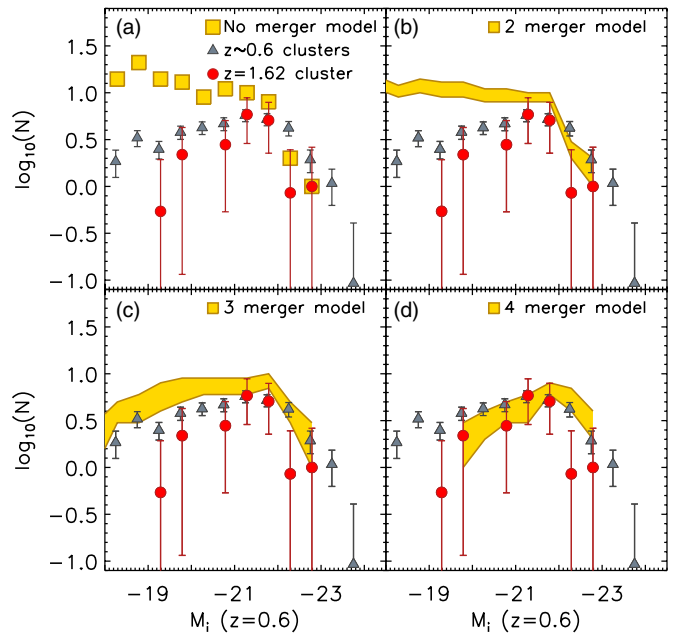 (a)
No merger model
z~0.6 clusters
z=1.62 cluster
(b)
2 merger model
1.5
1.0
0.5
0.0
−0.5
−1.0
log₁₀(N)
(c)
3 merger model
(d)
4 merger model
1.5
1.0
0.5
0.0
−0.5
−1.0
log₁₀(N)
−19
−21
−23
−19
−21
−23
Mᵢ (z=0.6)
Mᵢ (z=0.6)